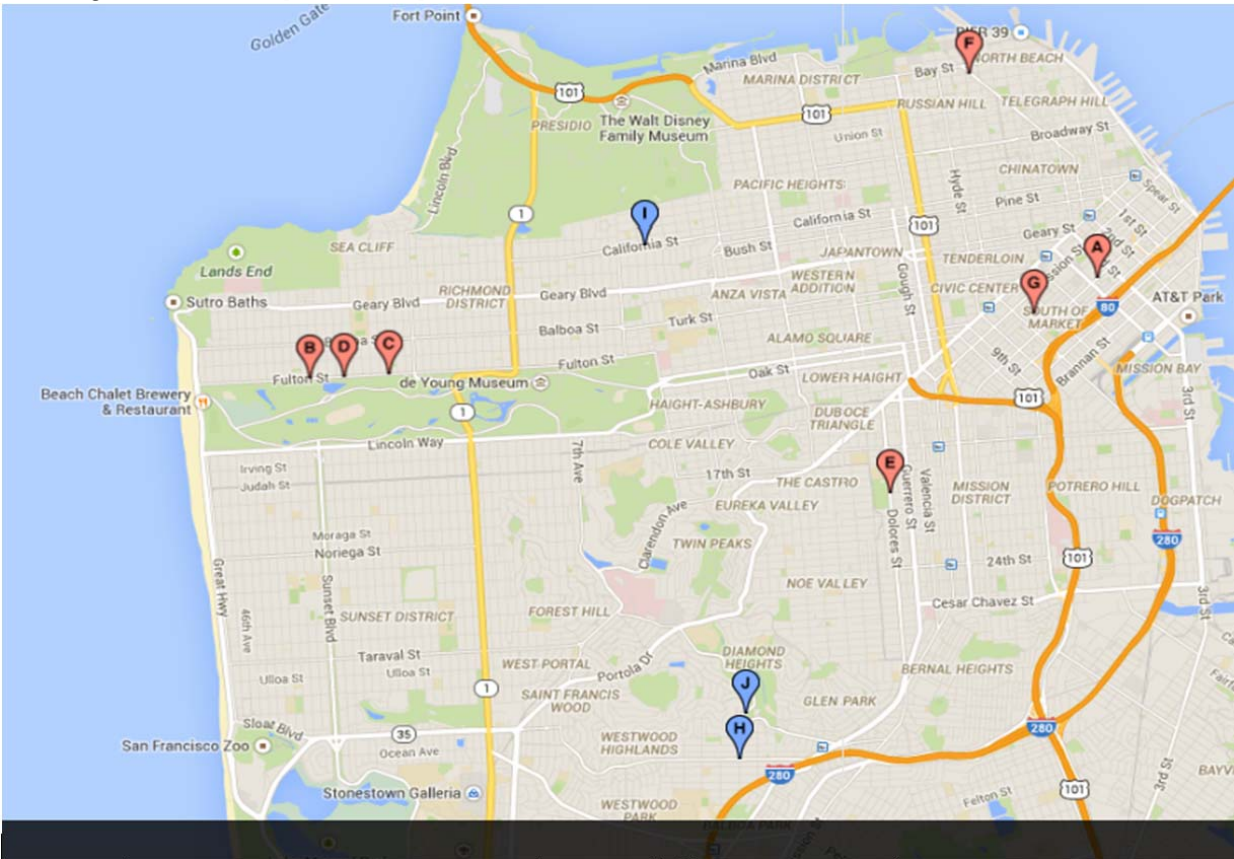 Fort Point
Golden Gate
PIER 39
F
NORTH BEACH
Marina Blvd
Bay St
MARINA DISTRICT
101
The Walt Disney
Family Museum
PRESIDIO
101
RUSSIAN HILL
TELEGRAPH HILL
Union St
Broadway St
Lincoln Blvd
CHINATOWN
PACIFIC HEIGHTS
Hyde St
Pine St
Spear St
1
I
California St
California St
101
1st St
2nd St
Geary St
SEA CLIFF
Bush St
JAPANTOWN
Mission St
A
3rd St
Lands End
TENDERLOIN
WESTERN
ADDITION
Gough St
CIVIC CENTER
G
RICHMOND
DISTRICT
Geary Blvd
Geary Blvd
ANZA VISTA
Sutro Baths
80
AT&T Park
SOUTH OF
MARKET
Turk St
Balboa St
B
D
C
ALAMO SQUARE
Brannan St
9th St
Fulton St
Fulton St
Oak St
LOWER HAIGHT
MISSION BAY
de Young Museum
Beach Chalet Brewery
& Restaurant
101
3rd St
1
HAIGHT-ASHBURY
DUBOCE
TRIANGLE
Lincoln Way
COLE VALLEY
7th Ave
Irving St
Judah St
17th St
THE CASTRO
E
Guerrero St
Valencia St
MISSION
DISTRICT
POTRERO HILL
DOGPATCH
EUREKA VALLEY
Clarendon Ave
Dolores St
Moraga St
Noriega St
TWIN PEAKS
280
101
24th St
Great Hwy
Sunset Blvd
46th Ave
NOE VALLEY
SUNSET DISTRICT
FOREST HILL
Cesar Chavez St
3rd St
Taraval St
Ulloa St
Ulloa St
WEST PORTAL
Portola Dr
DIAMOND
HEIGHTS
BERNAL HEIGHTS
1
SAINT FRANCIS
WOOD
J
GLEN PARK
Sloat Blvd
35
H
280
San Francisco Zoo
Ocean Ave
WESTWOOD
HIGHLANDS
280
Stonestown Galleria
101
Felton St
3rd St
WESTWOOD
PARK
BALBOA PARK